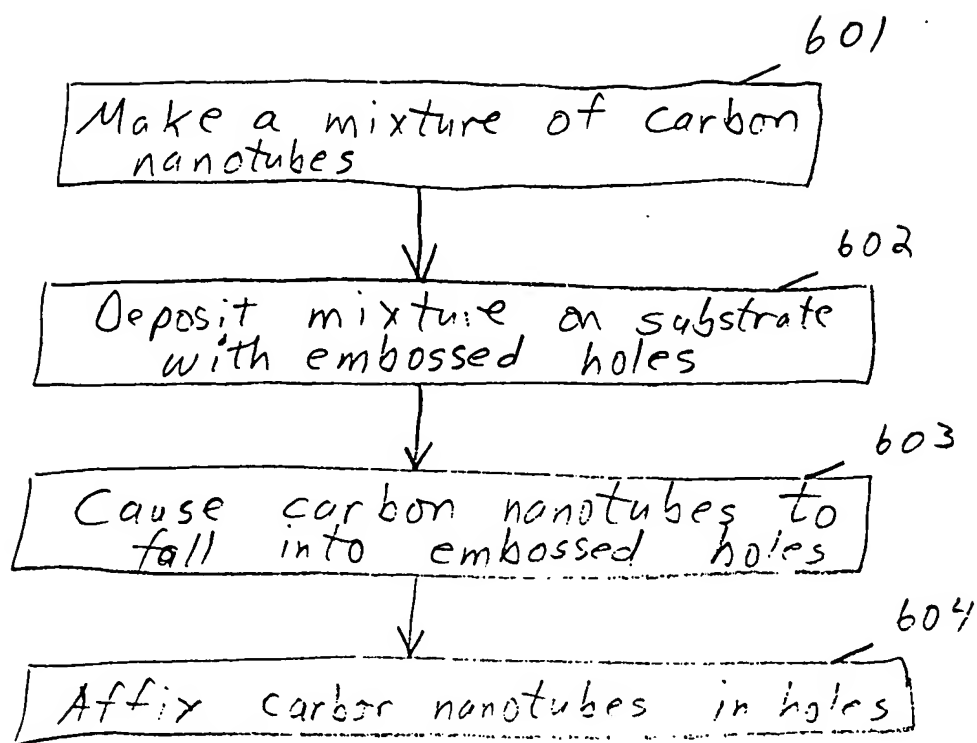 601
Make a mixture of carbon
nanotubes
602
Deposit mixture on substrate
with embossed holes
603
Cause carbon nanotubes to
fall into embossed holes
604
Affix carbon nanotubes in holes